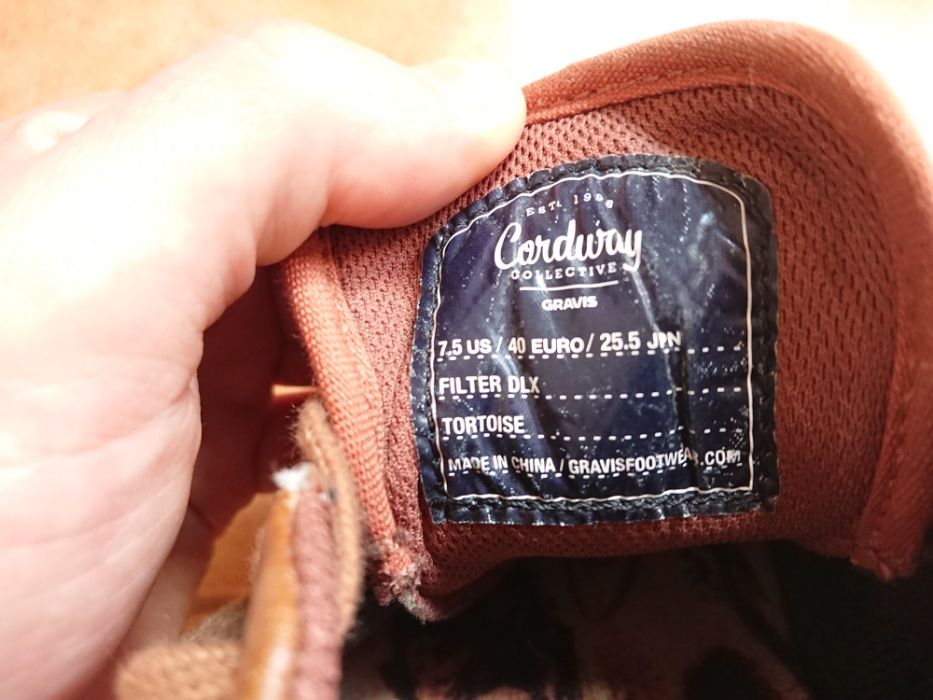 EST. 1998
Cordway
COLLECTIVE
GRAVIS
7.5 US / 40 EURO / 25.5 JPN
FILTER DLX
TORTOISE
MADE IN CHINA / GRAVISFOOTWEAR.COM